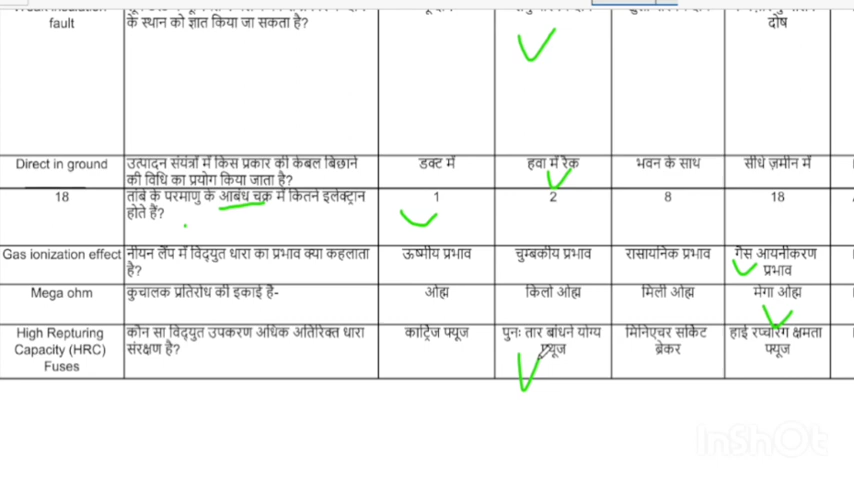 fault
के स्थान को ज्ञात किया जा सकता है?
दोष
Direct in ground
उत्पादन संयंत्रों में किस प्रकार की केबल बिछाने
की विधि का प्रयोग किया जाता है?
डक्ट में
हवा में रैक
भवन के साथ
सीधे ज़मीन में
18
तांबे के परमाणु के आबंध चक्र में कितने इलेक्ट्रान
होते हैं?
1
2
8
18
Gas ionization effect
नीयन लैंप में विद्युत धारा का प्रभाव क्या कहलाता
है?
ऊष्मीय प्रभाव
चुम्बकीय प्रभाव
रासायनिक प्रभाव
गैस आयनीकरण
प्रभाव
Mega ohm
कुचालक प्रतिरोध की इकाई है-
ओह्म
किलो ओह्म
मिली ओह्म
मेगा ओह्म
High Repturing
Capacity (HRC)
Fuses
कौन सा विद्युत उपकरण अधिक अतिरिक्त धारा
संरक्षण है?
कार्ट्रिज फ्यूज
पुनः तार बांधने योग्य
फ्यूज
मिनिएचर सर्किट
ब्रेकर
हाई रप्चरिंग क्षमता
फ्यूज
InShOt